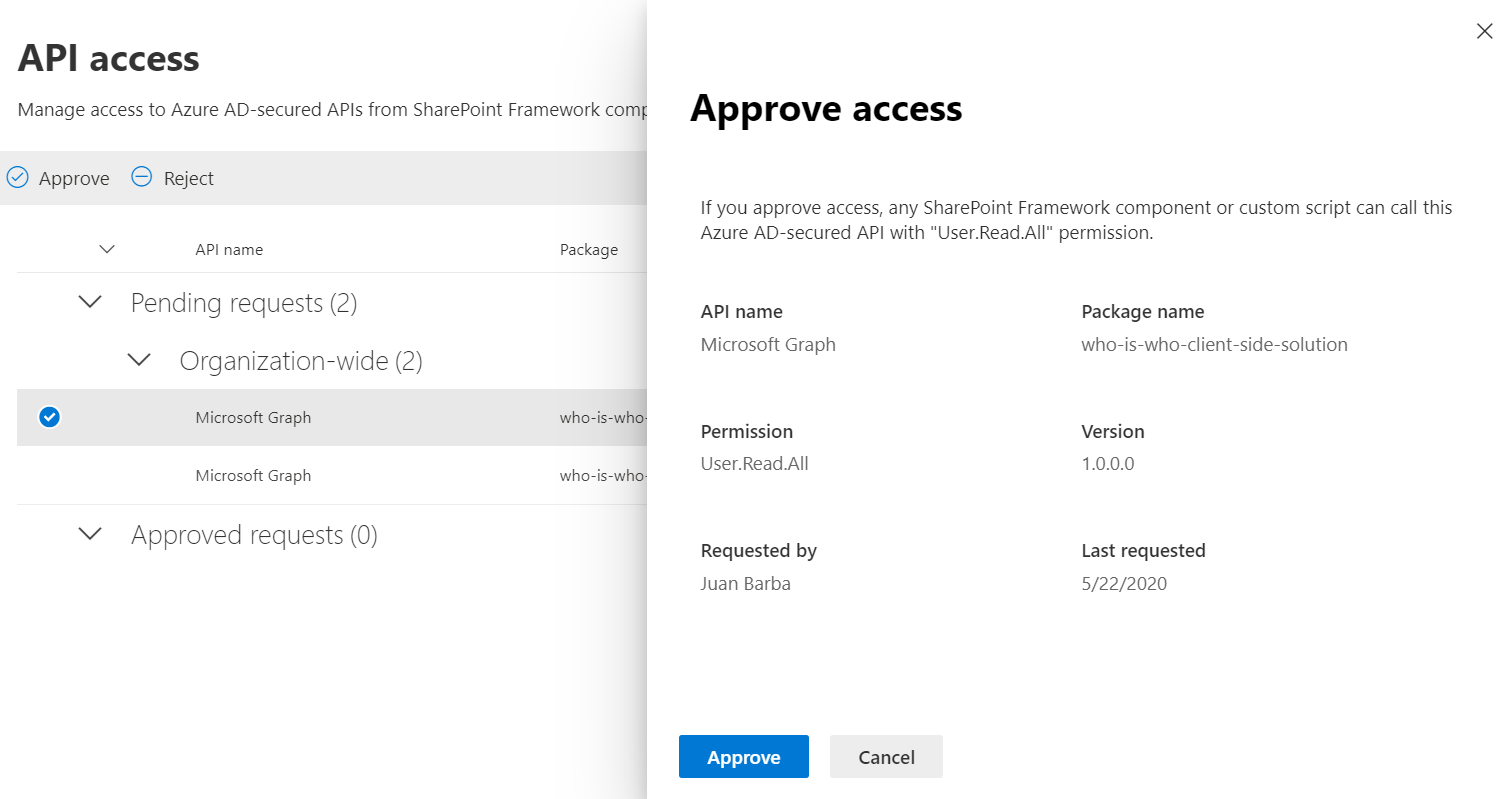 API access
Manage access to Azure AD-secured APIs from SharePoint Framework comp
Approve
Reject
API name
Package
Pending requests (2)
Organization-wide (2)
Microsoft Graph
who-is-who-
Microsoft Graph
who-is-who-
Approved requests (0)
Approve access
If you approve access, any SharePoint Framework component or custom script can call this
Azure AD-secured API with "User.Read.All" permission.
API name
Package name
Microsoft Graph
who-is-who-client-side-solution
Permission
Version
User.Read.All
1.0.0.0
Requested by
Last requested
Juan Barba
5/22/2020
Approve
Cancel